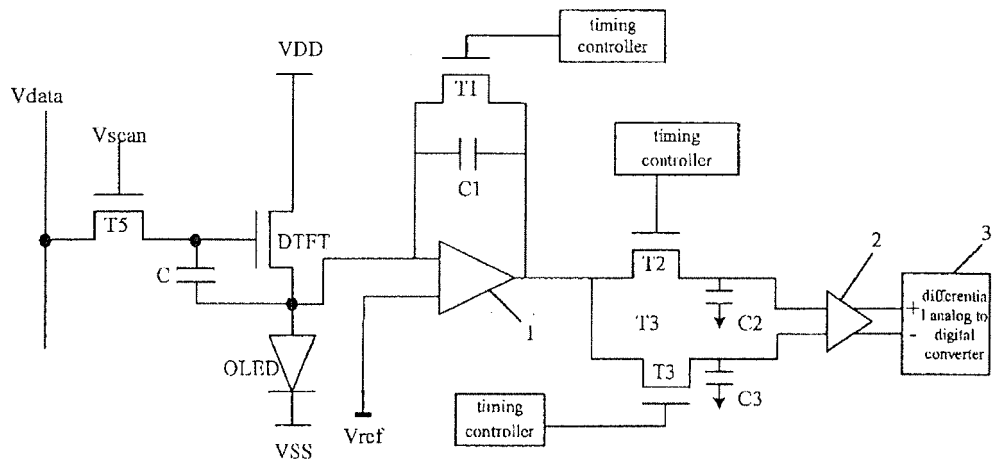 timing
controller
VDD
T1
Vdata
Vscan
timing
controller
C1
T5
DTFT
C
T2
2
3
+
-
differentia
l analog to
digital
converter
1
T3
C2
OLED
T3
C3
timing
controller
Vref
VSS